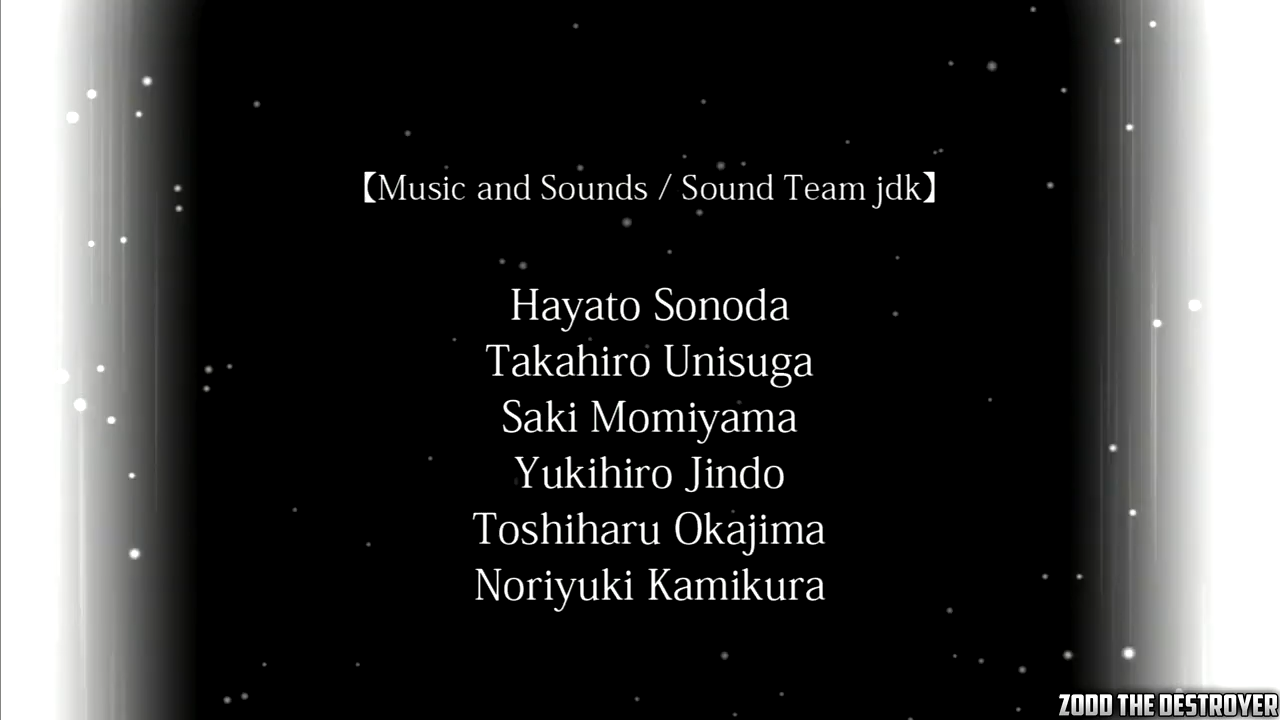 【Music and Sounds / Sound Team jdk】
Hayato Sonoda
Takahiro Unisuga
Saki Momiyama
Yukihiro Jindo
Toshiharu Okajima
Noriyuki Kamikura
ZODD THE DESTROYER